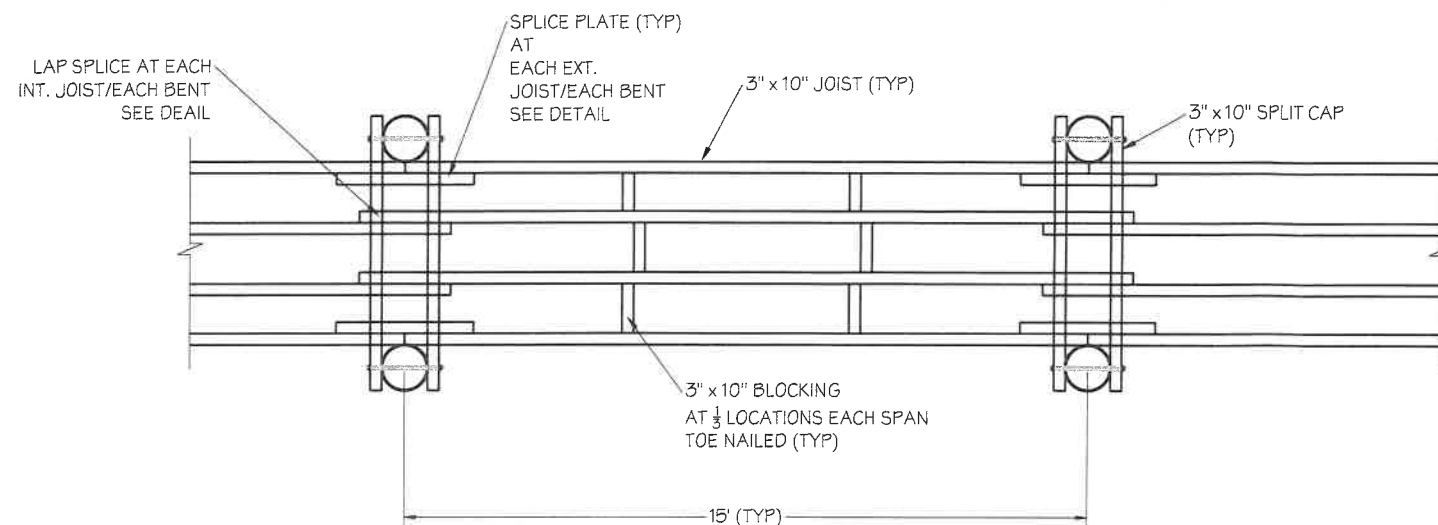 SPLICE PLATE (TYP)
AT
EACH EXT.
JOIST/EACH BENT
SEE DETAIL
LAP SPLICE AT EACH
INT. JOIST/EACH BENT
SEE DEAIL
3" x 10" JOIST (TYP)
3" x 10" SPLIT CAP
(TYP)
3" x 10" BLOCKING
AT 1/3 LOCATIONS EACH SPAN
TOE NAILED (TYP)
15' (TYP)